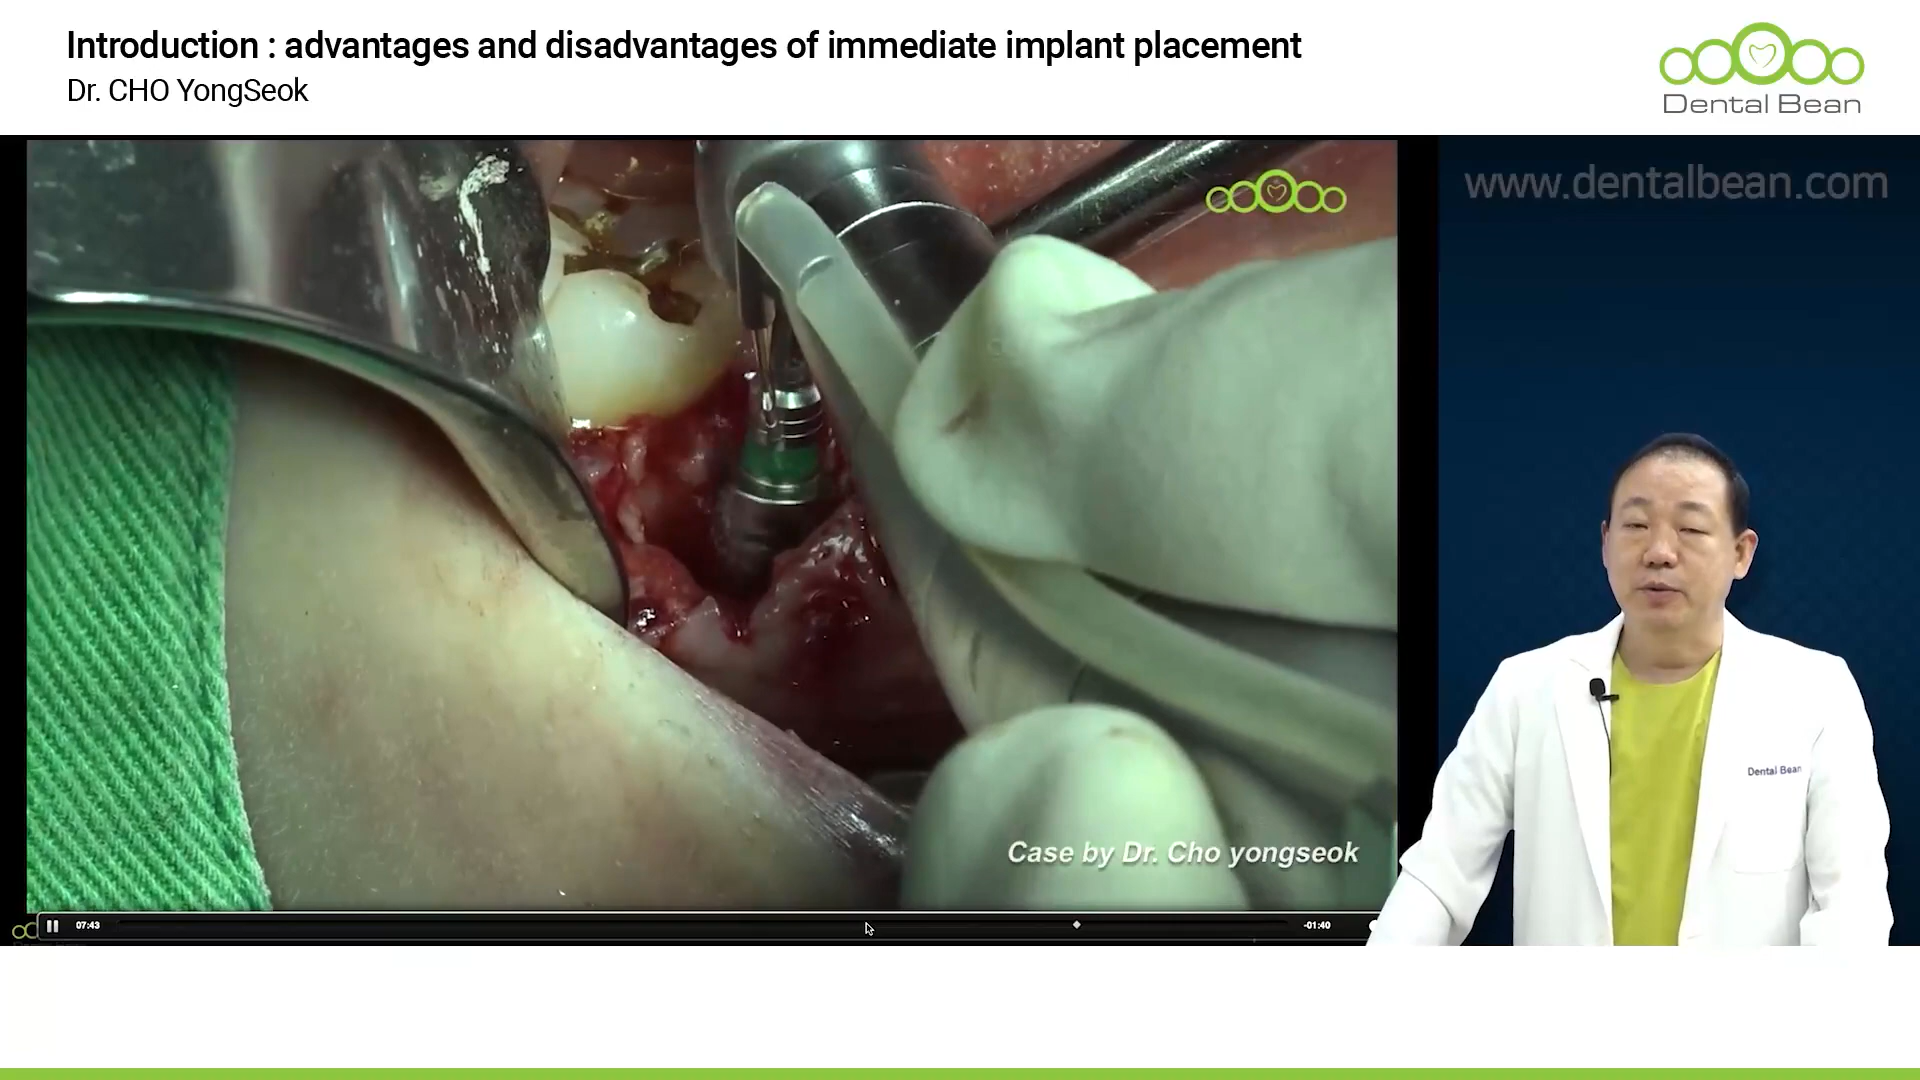 Introduction : advantages and disadvantages of immediate implant placement
Dr. CHO YongSeok
Dental Bean
www.dentalbean.com
Dental Bean
Case by Dr. Cho yongseok
07:43
-01:40